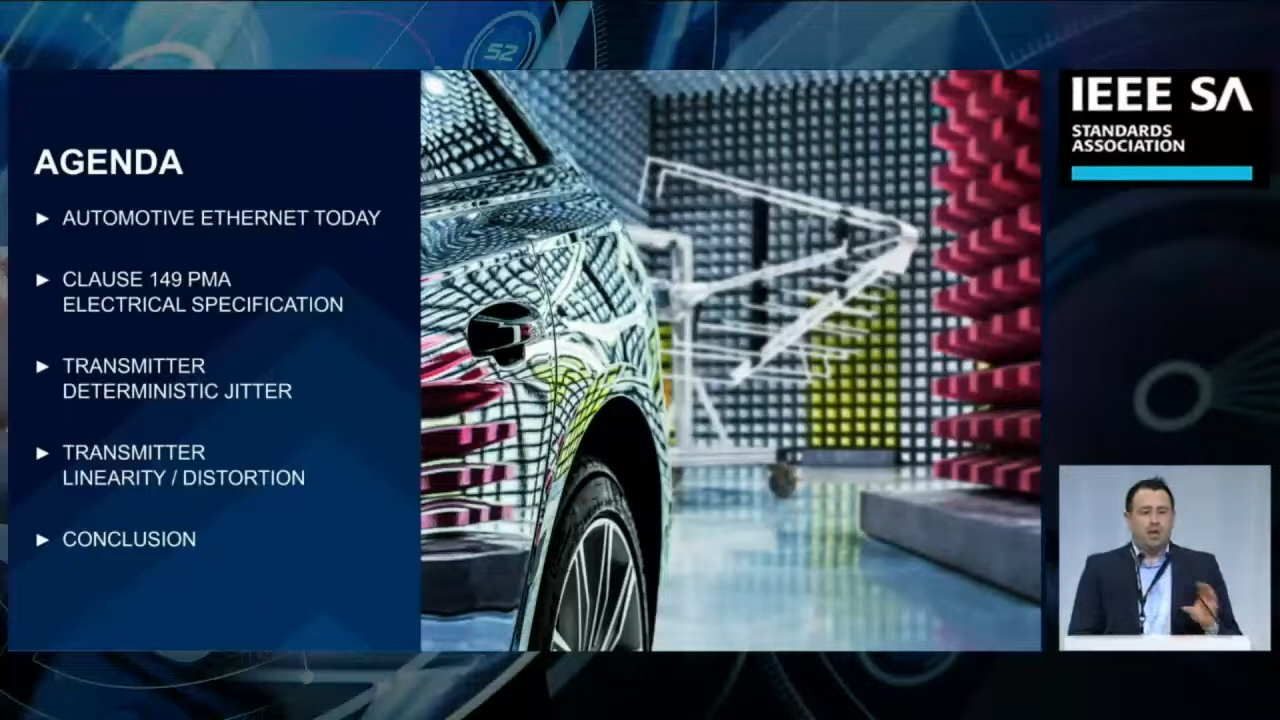 52
AGENDA
► AUTOMOTIVE ETHERNET TODAY
► CLAUSE 149 PMA
ELECTRICAL SPECIFICATION
► TRANSMITTER
DETERMINISTIC JITTER
► TRANSMITTER
LINEARITY / DISTORTION
► CONCLUSION
IEEE SA
STANDARDS
ASSOCIATION